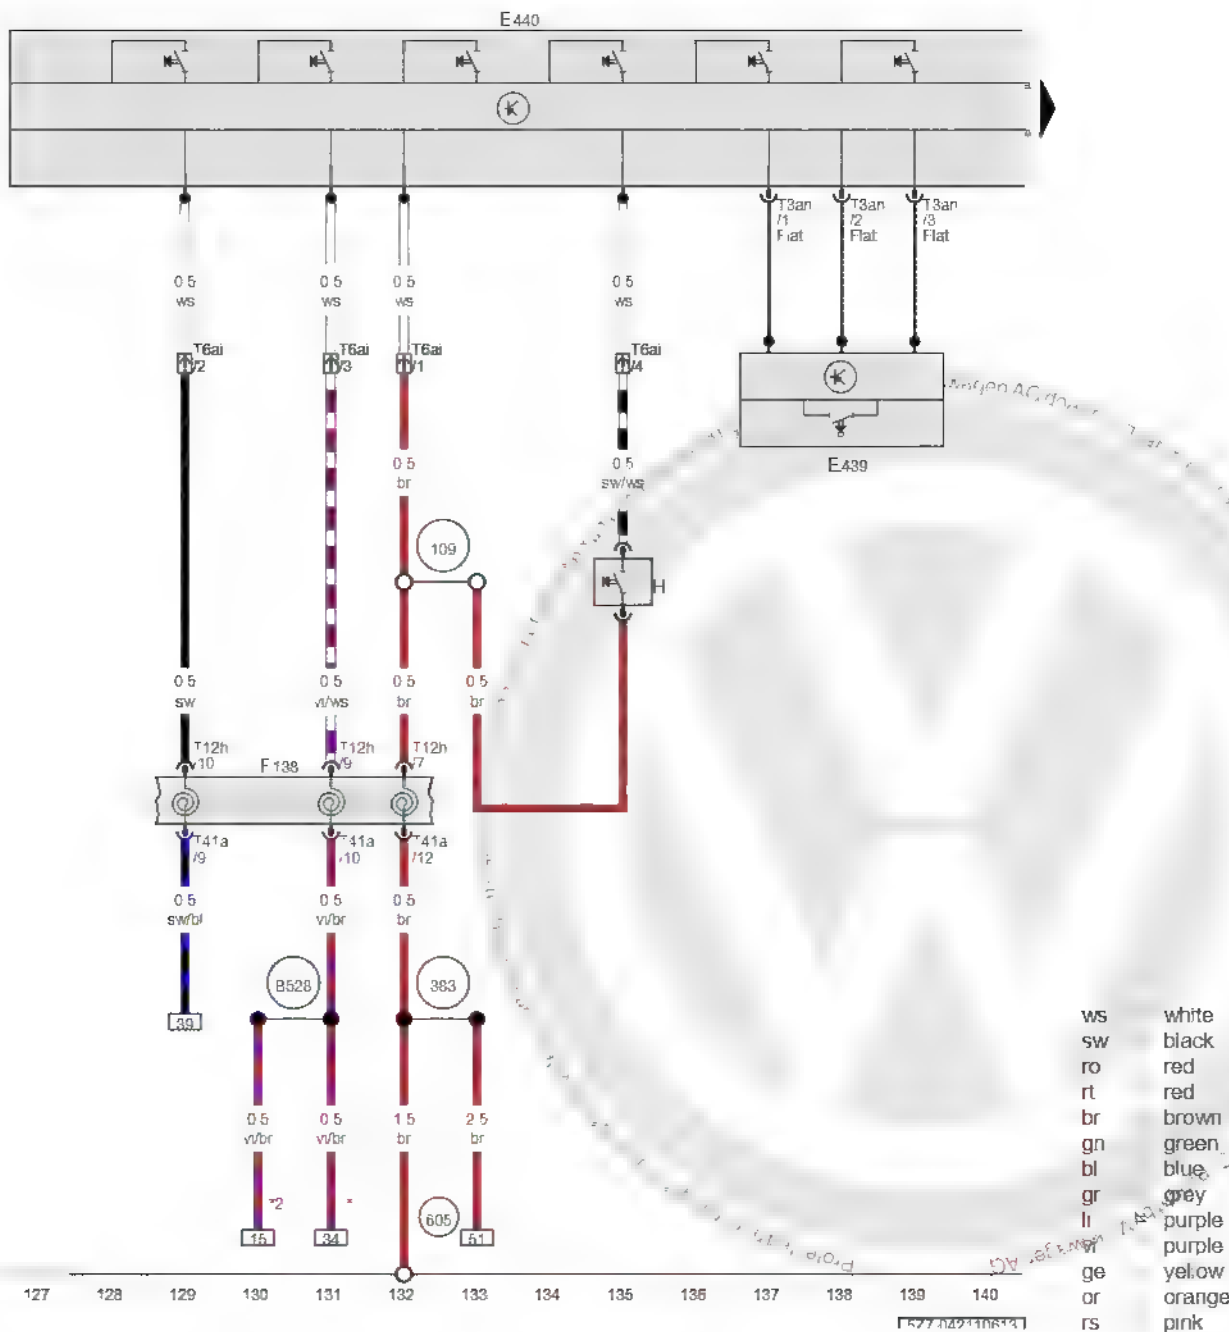 E440
T3an T3an T3an
/1 /2 /3
Flat Flat Flat
0.5 0.5 0.5 0.5
ws ws ws ws
T6ai T6ai T6ai T6ai
/2 /3 /1 /4
E439
0.5 0.5
br sw/ws
109
H
0.5 0.5 0.5 0.5
sw vi/ws br br
T12h T12h T12h
/10 /9 /7
F138
T41a T41a T41a
/9 /10 /12
0.5 0.5 0.5
sw/bl vi/br br
B528 383
39
ws white
sw black
ro red
rt red
br brown
gn green
bl blue
gr grey
li purple
vi purple
ge yellow
or orange
rs pink
0.5 0.5 1.5 2.5
vi/br vi/br br br
*2 *
605
15 34 51
127 128 129 130 131 132 133 134 135 136 137 138 139 140
577-042110613